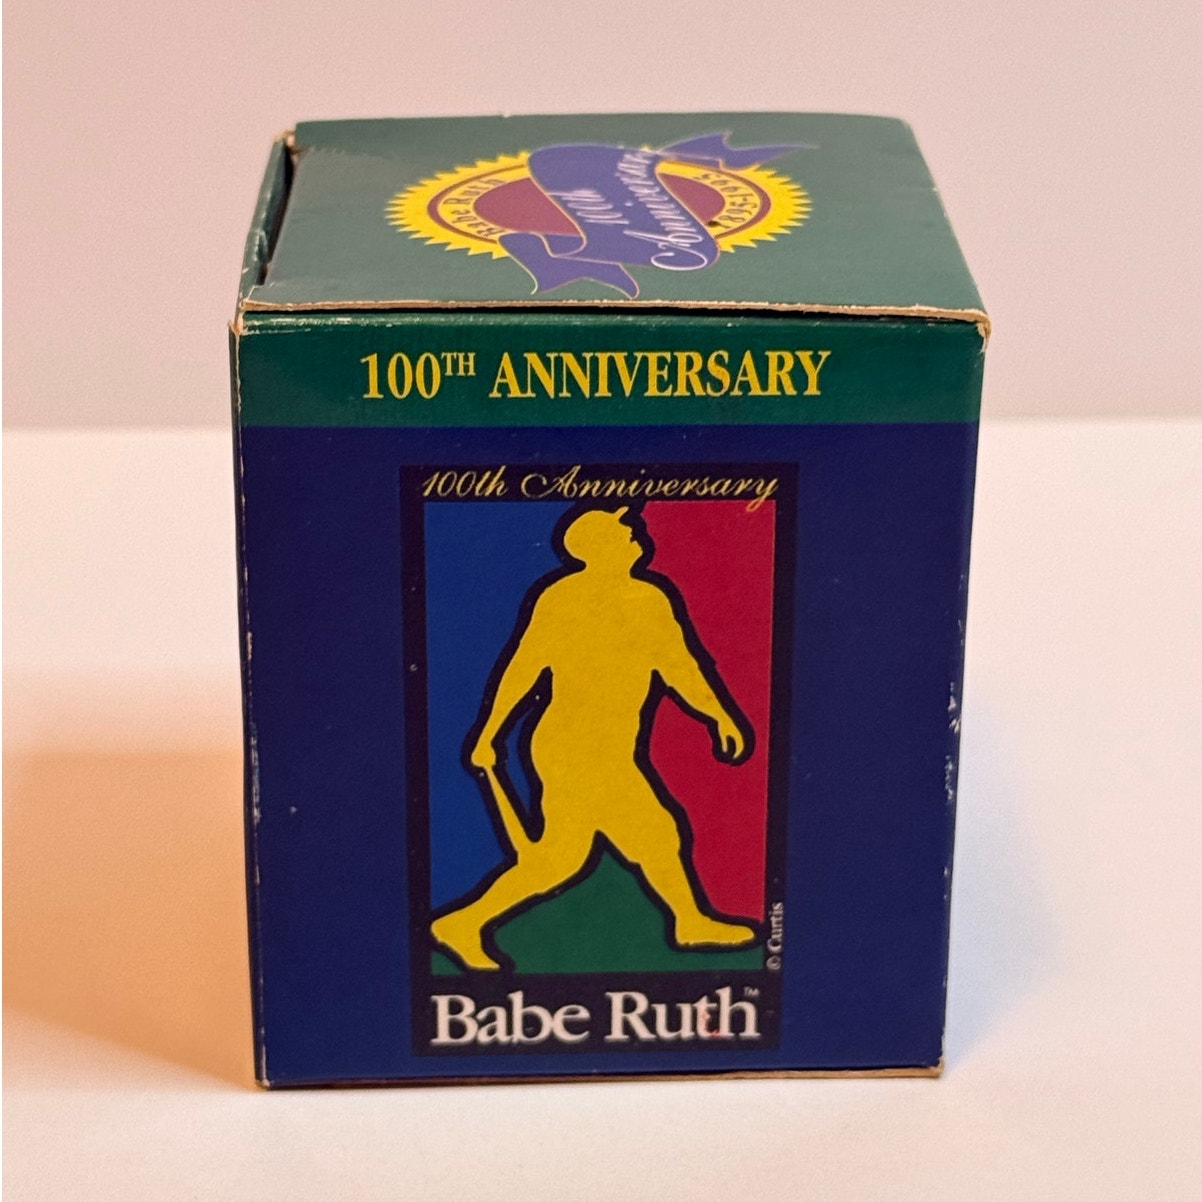 Babe Ruth
100th
Anniversary
1895-1995
100TH ANNIVERSARY
100th Anniversary
© Curtis
Babe Ruth™